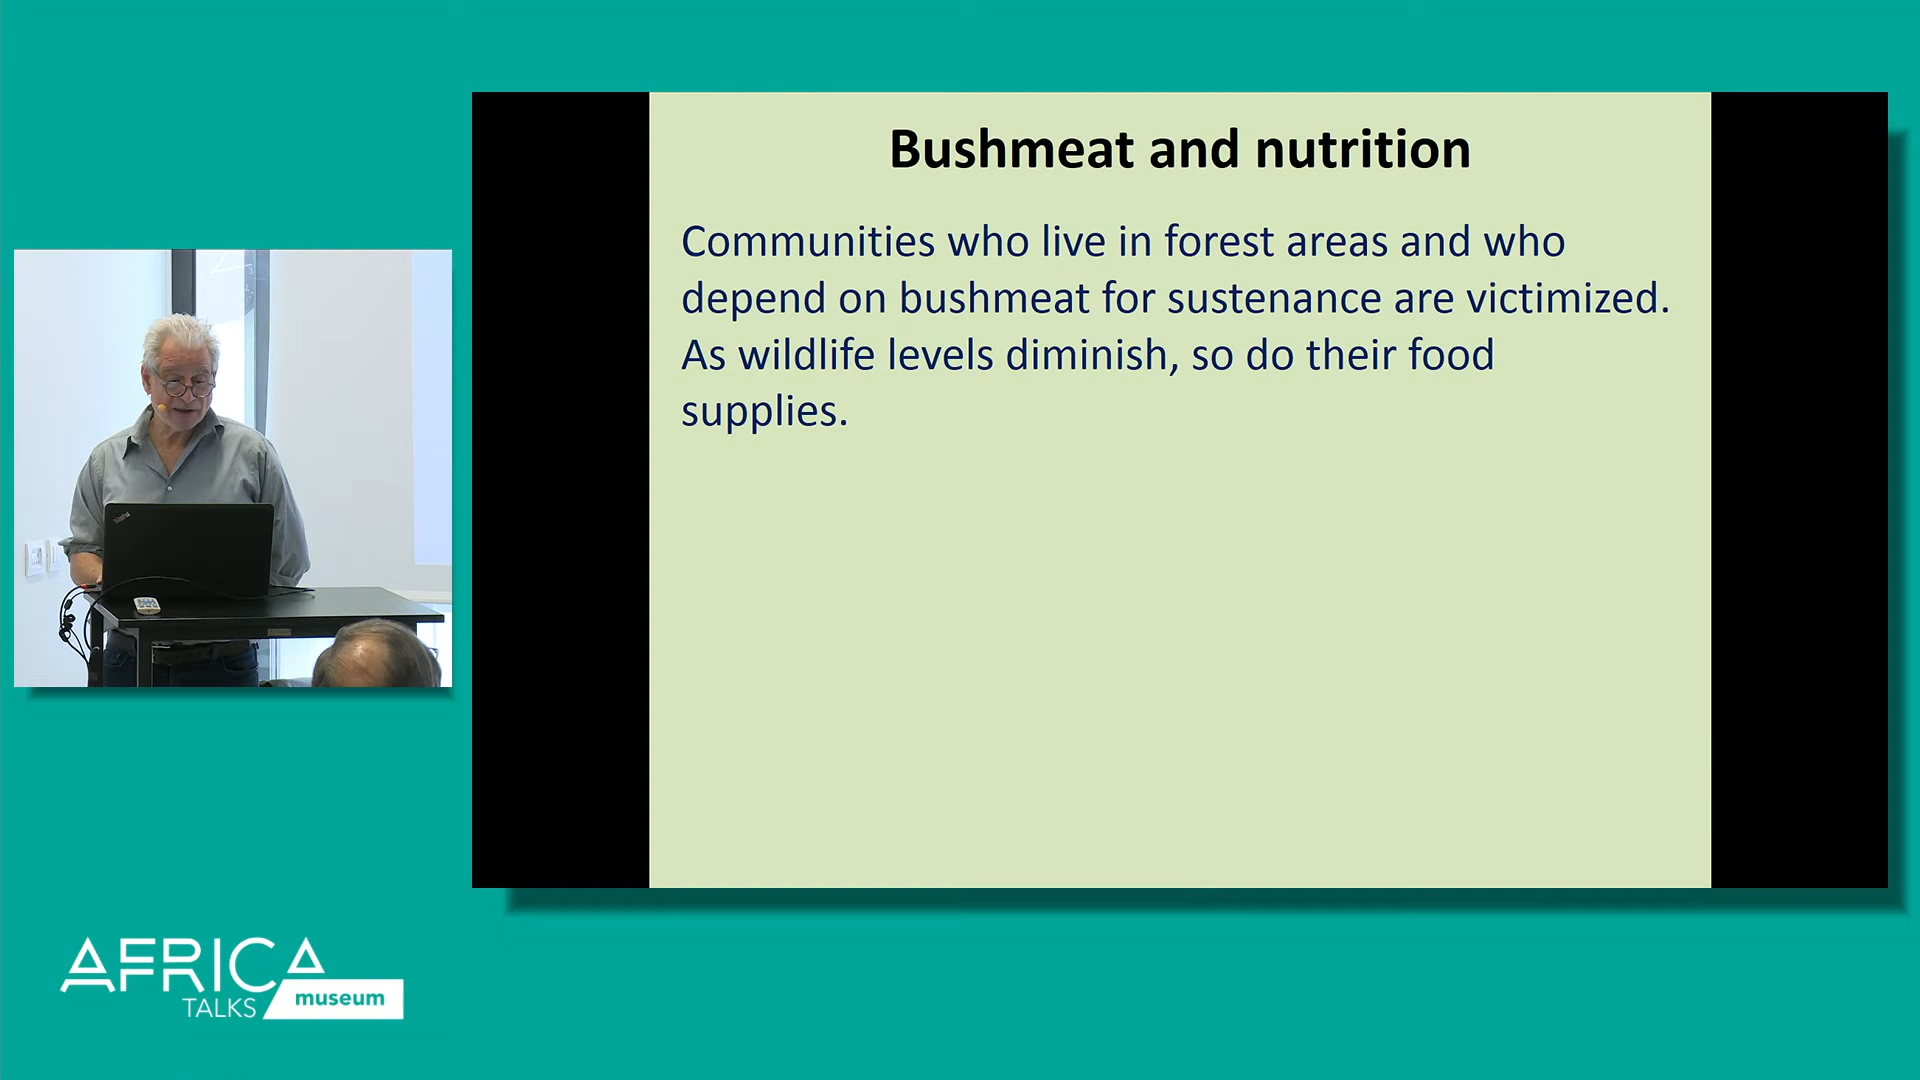 Bushmeat and nutrition
Communities who live in forest areas and who
depend on bushmeat for sustenance are victimized.
As wildlife levels diminish, so do their food
supplies.
ThinkPad
AFRICA
TALKS
museum